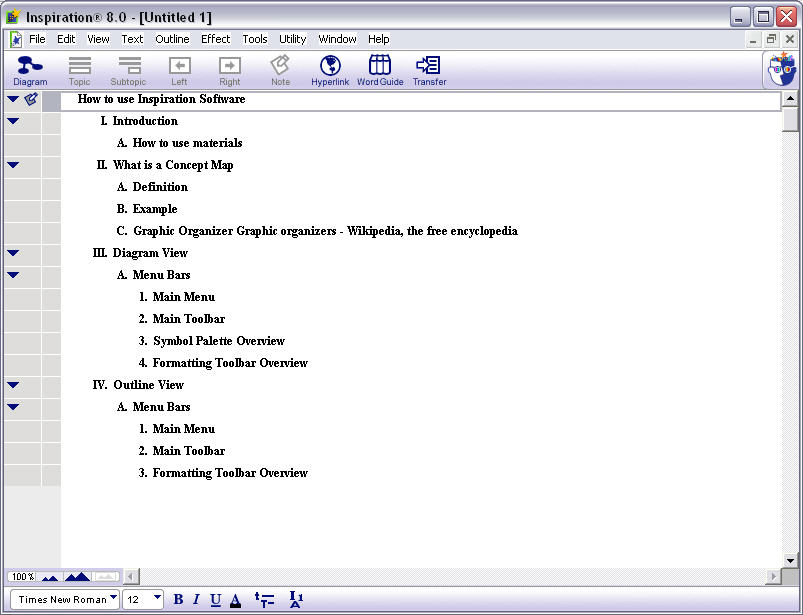 Inspiration® 8.0 - [Untitled 1]
File Edit View Text Outline Effect Tools Utility Window Help
Diagram Topic Subtopic Left Right Note Hyperlink Word Guide Transfer
How to use Inspiration Software
I. Introduction
A. How to use materials
II. What is a Concept Map
A. Definition
B. Example
C. Graphic Organizer Graphic organizers - Wikipedia, the free encyclopedia
III. Diagram View
A. Menu Bars
1. Main Menu
2. Main Toolbar
3. Symbol Palette Overview
4. Formatting Toolbar Overview
IV. Outline View
A. Menu Bars
1. Main Menu
2. Main Toolbar
3. Formatting Toolbar Overview
100%
Times New Roman 12 B I U A